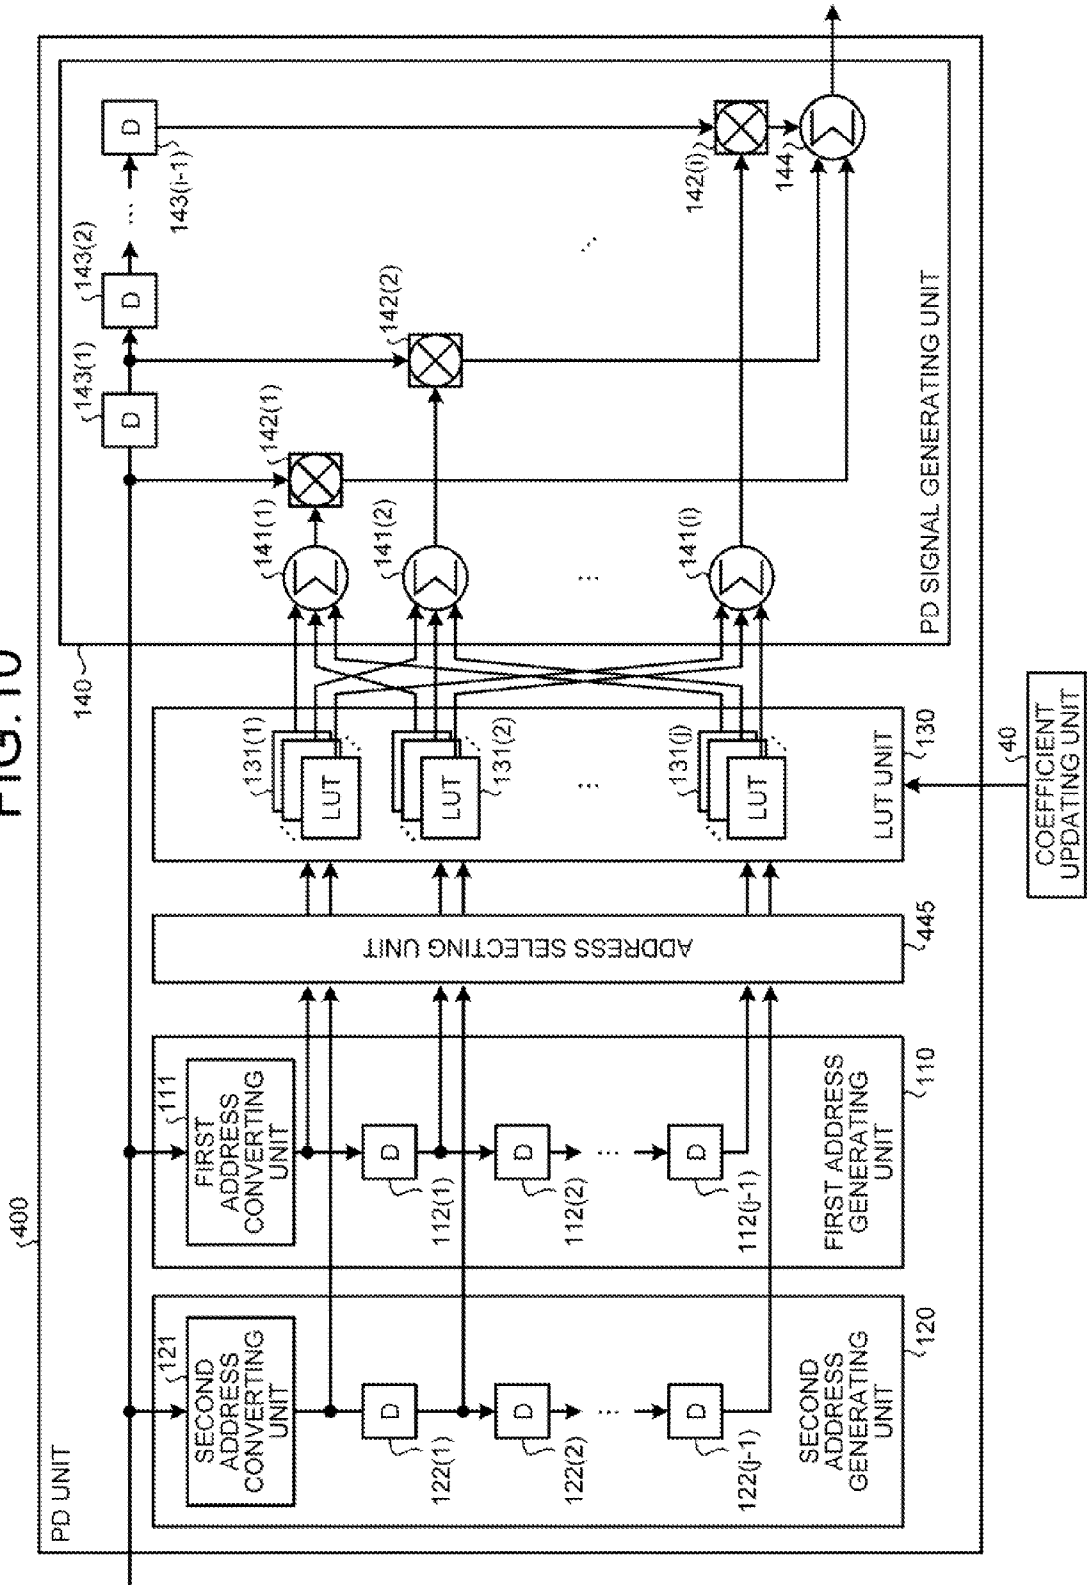 FIG.10
400
PD UNIT
121
SECOND
ADDRESS
CONVERTING
UNIT
D
122(1)
D
122(2)
...
D
122(j-1)
SECOND
ADDRESS
GENERATING
UNIT
120
111
FIRST
ADDRESS
CONVERTING
UNIT
D
112(1)
D
112(2)
...
D
112(j-1)
FIRST ADDRESS
GENERATING
UNIT
110
ADDRESS SELECTING UNIT
445
131(1)
LUT
131(2)
LUT
...
131(j)
LUT
LUT UNIT
130
40
COEFFICIENT
UPDATING UNIT
140
141(1)
141(2)
...
141(i)
142(1)
142(2)
...
142(i)
143(1)
D
143(2)
D
...
D
143(i-1)
144
PD SIGNAL GENERATING UNIT